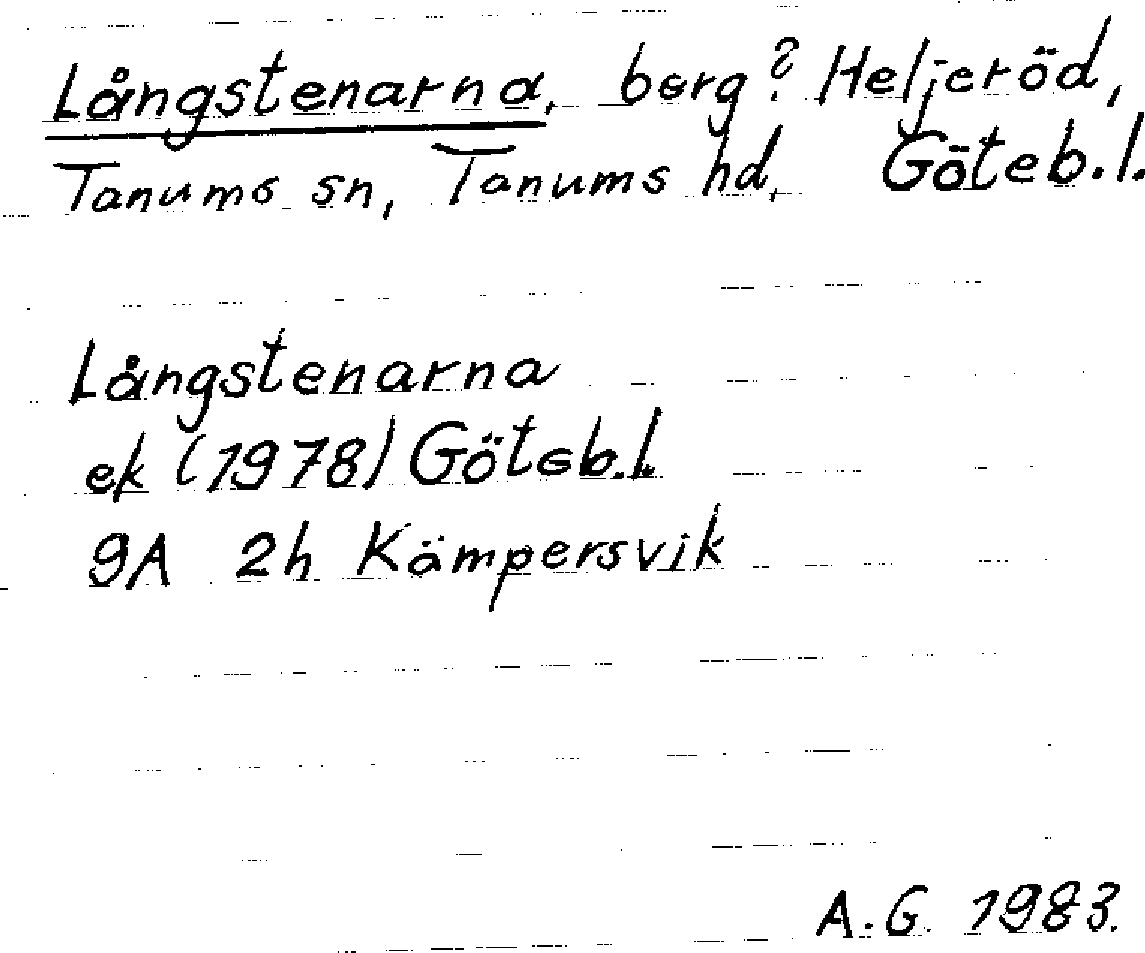 Långstenarna, berg? Heljeröd,
Tanums sn, Tanums hd, Göteb.l.
Långstenarna
ek (1978) Göteb.l.
9A 2h Kämpersvik
A.G. 1983.